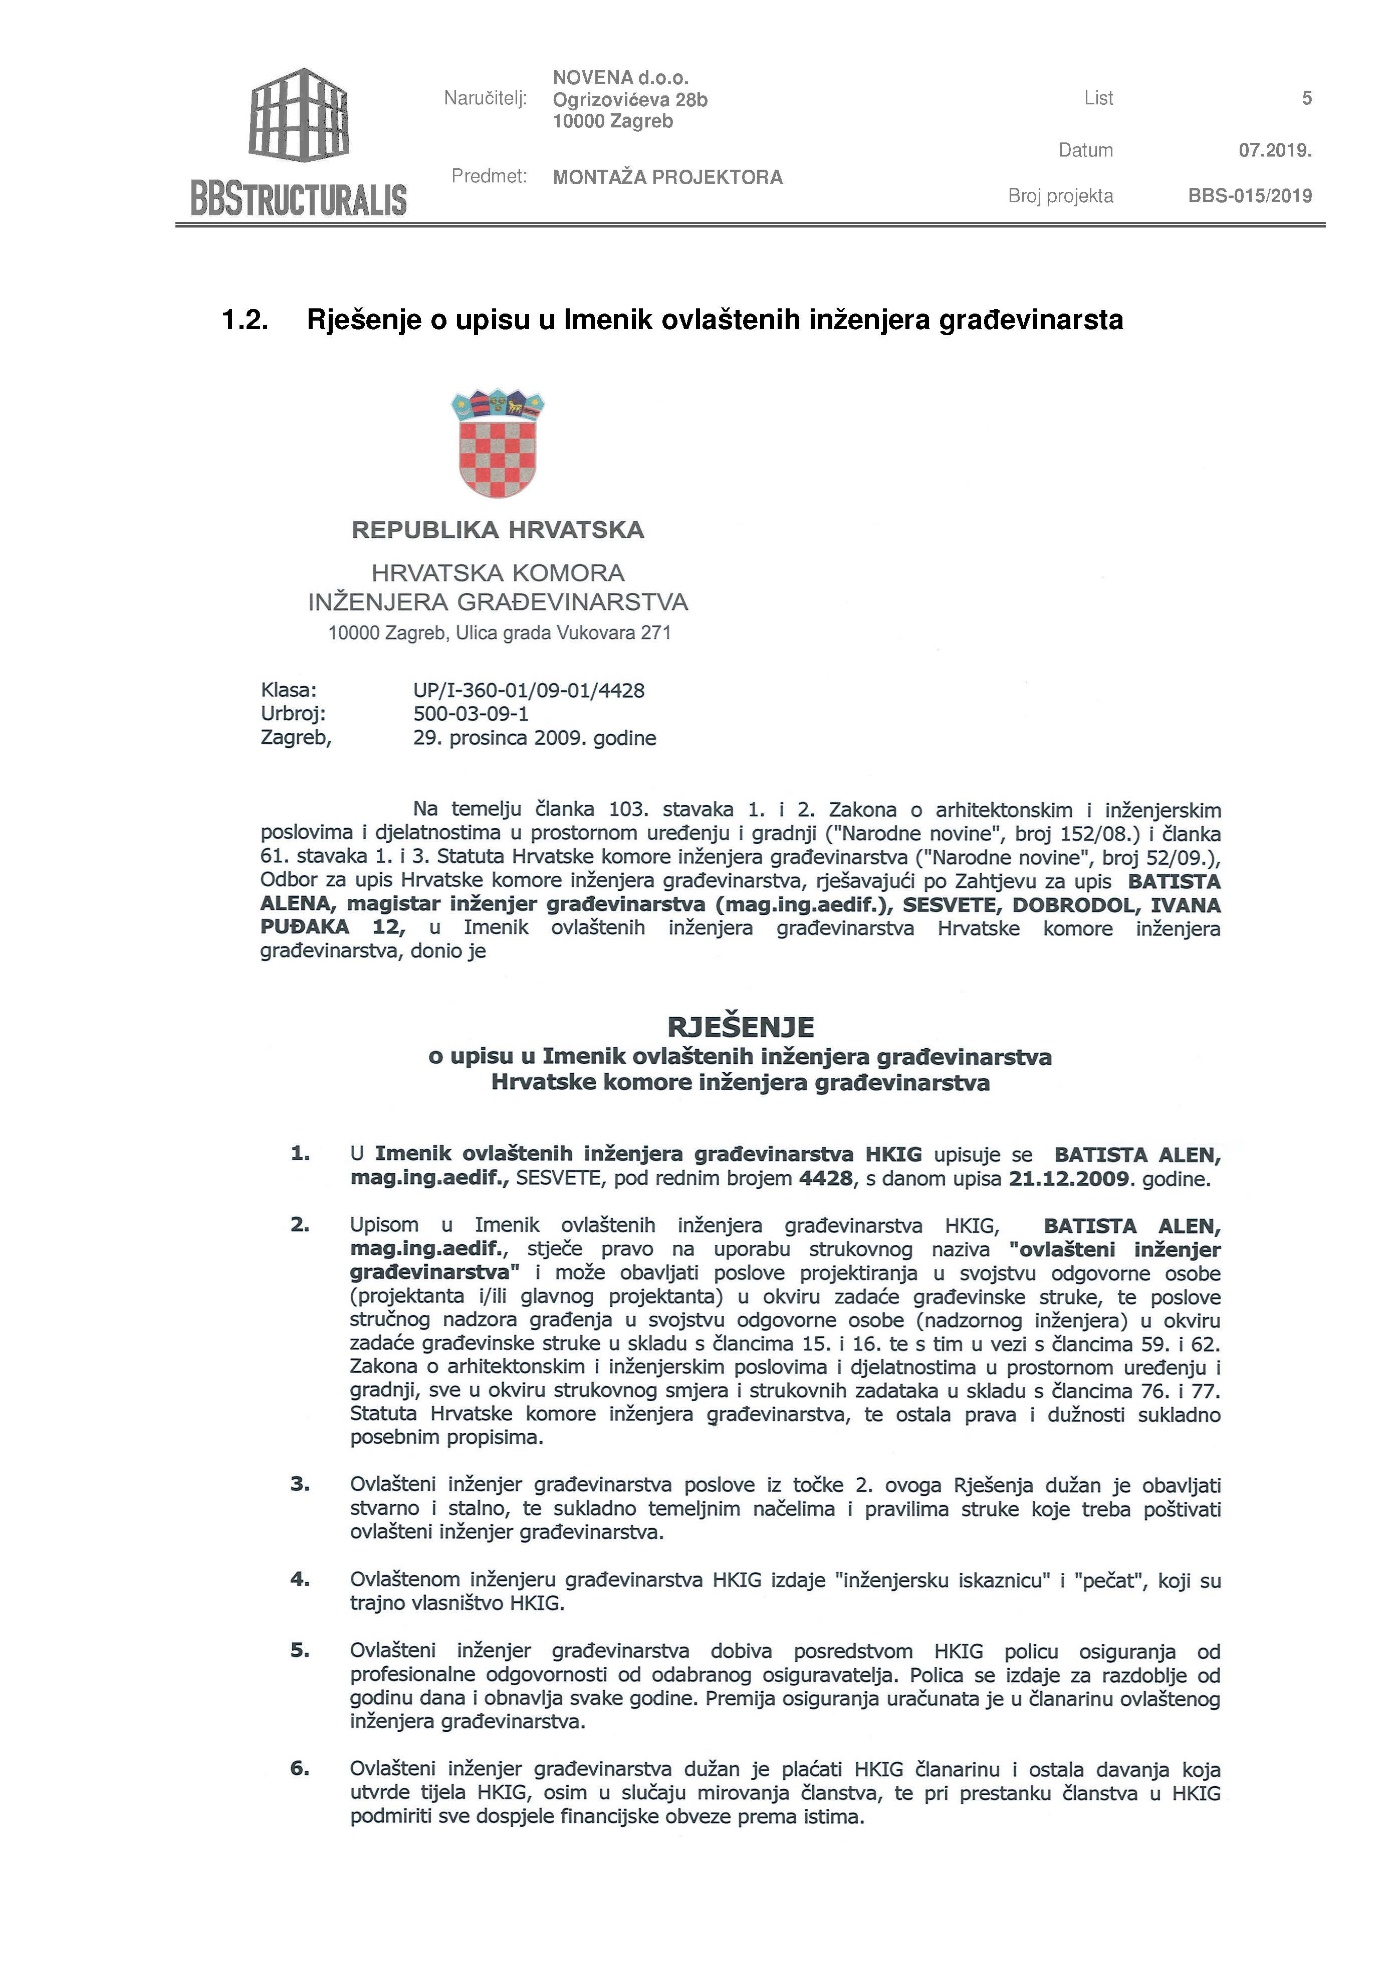 BBSTRUCTURALIS
Naručitelj:
NOVENA d.o.o.
Ogrizovićeva 28b
10000 Zagreb
Predmet:
MONTAŽA PROJEKTORA
List 5
Datum 07.2019.
Broj projekta BBS-015/2019
1.2. Rješenje o upisu u Imenik ovlaštenih inženjera građevinarsta
REPUBLIKA HRVATSKA
HRVATSKA KOMORA
INŽENJERA GRAĐEVINARSTVA
10000 Zagreb, Ulica grada Vukovara 271
Klasa: UP/I-360-01/09-01/4428
Urbroj: 500-03-09-1
Zagreb, 29. prosinca 2009. godine
Na temelju članka 103. stavaka 1. i 2. Zakona o arhitektonskim i inženjerskim
poslovima i djelatnostima u prostornom uređenju i gradnji ("Narodne novine", broj 152/08.) i članka
61. stavaka 1. i 3. Statuta Hrvatske komore inženjera građevinarstva ("Narodne novine", broj 52/09.),
Odbor za upis Hrvatske komore inženjera građevinarstva, rješavajući po Zahtjevu za upis BATISTA
ALENA, magistar inženjer građevinarstva (mag.ing.aedif.), SESVETE, DOBRODOL, IVANA
PUĐAKA 12, u Imenik ovlaštenih inženjera građevinarstva Hrvatske komore inženjera
građevinarstva, donio je
RJEŠENJE
o upisu u Imenik ovlaštenih inženjera građevinarstva
Hrvatske komore inženjera građevinarstva
1. U Imenik ovlaštenih inženjera građevinarstva HKIG upisuje se BATISTA ALEN,
mag.ing.aedif., SESVETE, pod rednim brojem 4428, s danom upisa 21.12.2009. godine.
2. Upisom u Imenik ovlaštenih inženjera građevinarstva HKIG, BATISTA ALEN,
mag.ing.aedif., stječe pravo na uporabu strukovnog naziva "ovlašteni inženjer
građevinarstva" i može obavljati poslove projektiranja u svojstvu odgovorne osobe
(projektanta i/ili glavnog projektanta) u okviru zadaće građevinske struke, te poslove
stručnog nadzora građenja u svojstvu odgovorne osobe (nadzornog inženjera) u okviru
zadaće građevinske struke u skladu s člancima 15. i 16. te s tim u vezi s člancima 59. i 62.
Zakona o arhitektonskim i inženjerskim poslovima i djelatnostima u prostornom uređenju i
gradnji, sve u okviru strukovnog smjera i strukovnih zadataka u skladu s člancima 76. i 77.
Statuta Hrvatske komore inženjera građevinarstva, te ostala prava i dužnosti sukladno
posebnim propisima.
3. Ovlašteni inženjer građevinarstva poslove iz točke 2. ovoga Rješenja dužan je obavljati
stvarno i stalno, te sukladno temeljnim načelima i pravilima struke koje treba poštivati
ovlašteni inženjer građevinarstva.
4. Ovlaštenom inženjeru građevinarstva HKIG izdaje "inženjersku iskaznicu" i "pečat", koji su
trajno vlasništvo HKIG.
5. Ovlašteni inženjer građevinarstva dobiva posredstvom HKIG policu osiguranja od
profesionalne odgovornosti od odabranog osiguravatelja. Polica se izdaje za razdoblje od
godinu dana i obnavlja svake godine. Premija osiguranja uračunata je u članarinu ovlaštenog
inženjera građevinarstva.
6. Ovlašteni inženjer građevinarstva dužan je plaćati HKIG članarinu i ostala davanja koja
utvrde tijela HKIG, osim u slučaju mirovanja članstva, te pri prestanku članstva u HKIG
podmiriti sve dospjele financijske obveze prema istima.